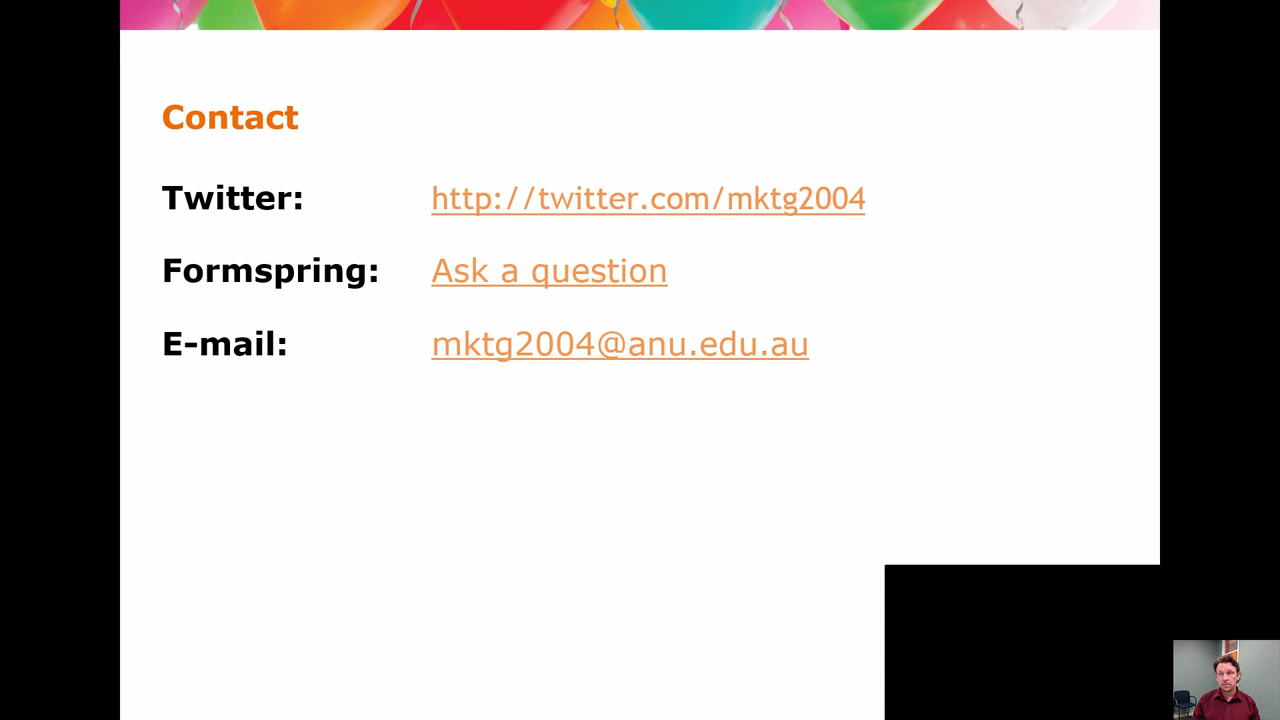 Contact
Twitter: http://twitter.com/mktg2004
Formspring: Ask a question
E-mail: mktg2004@anu.edu.au